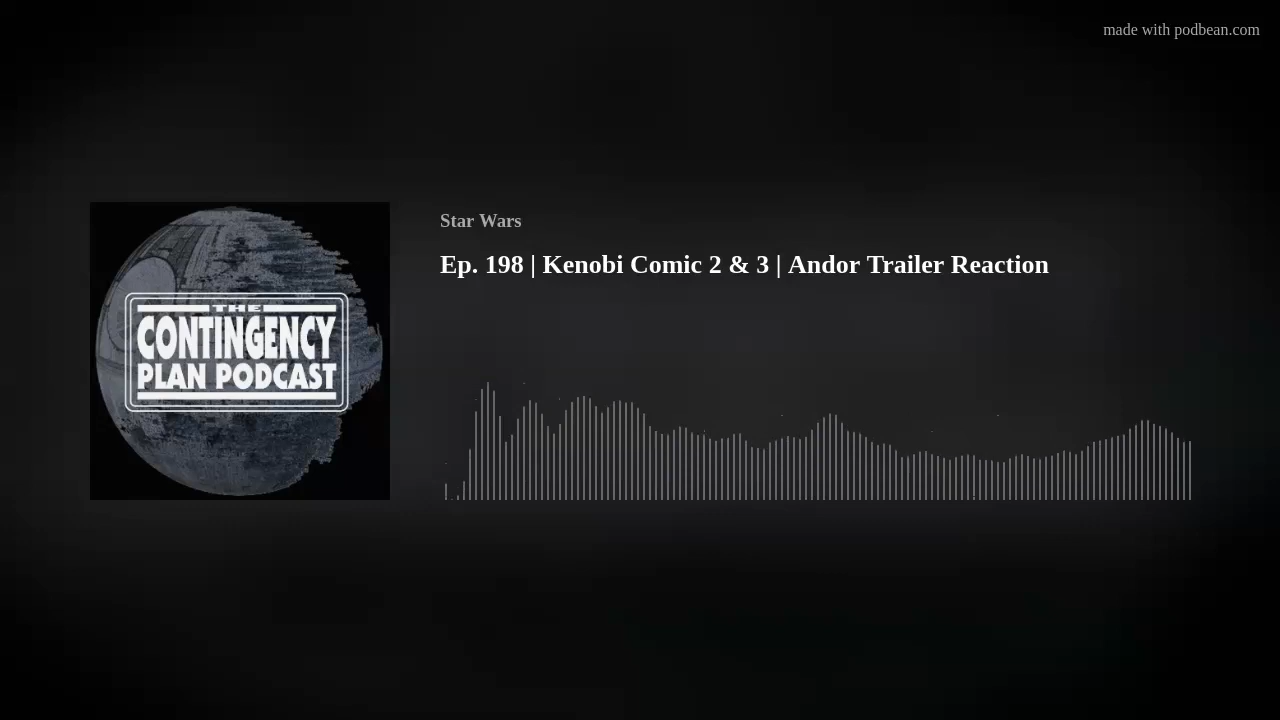 made with podbean.com
Star Wars
Ep. 198 | Kenobi Comic 2 & 3 | Andor Trailer Reaction
THE
CONTINGENCY
PLAN PODCAST